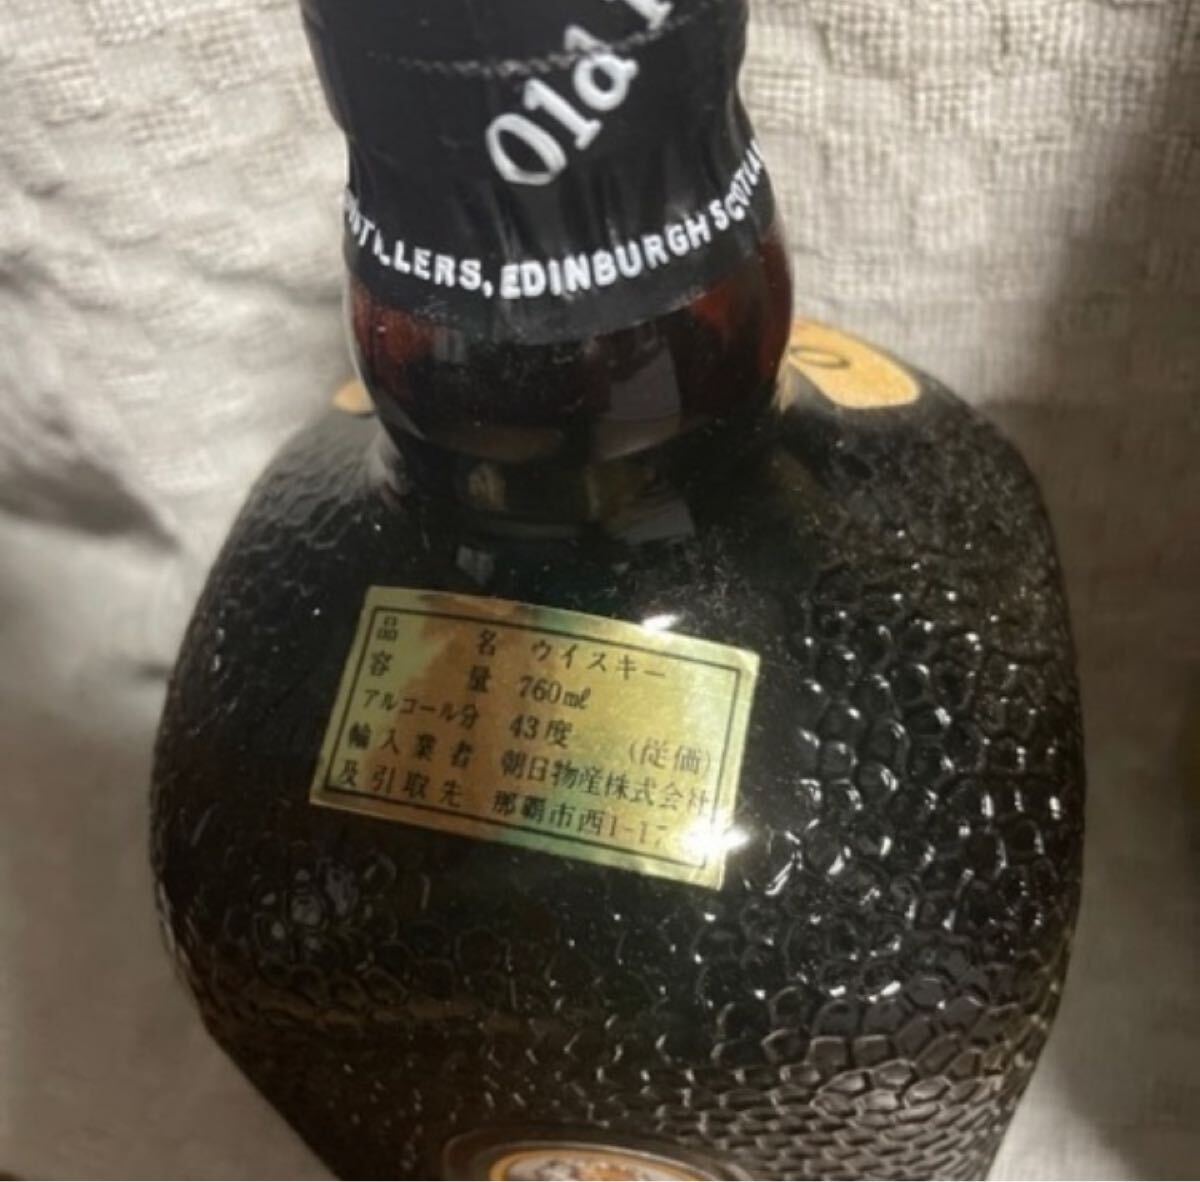 Old
STILLERS, EDINBURGH SCOTLA
品名 ウイスキー
容量 760㎖
アルコール分 43度 (従価)
輸入業者 朝日物産株式会社
及引取先 那覇市西1-17